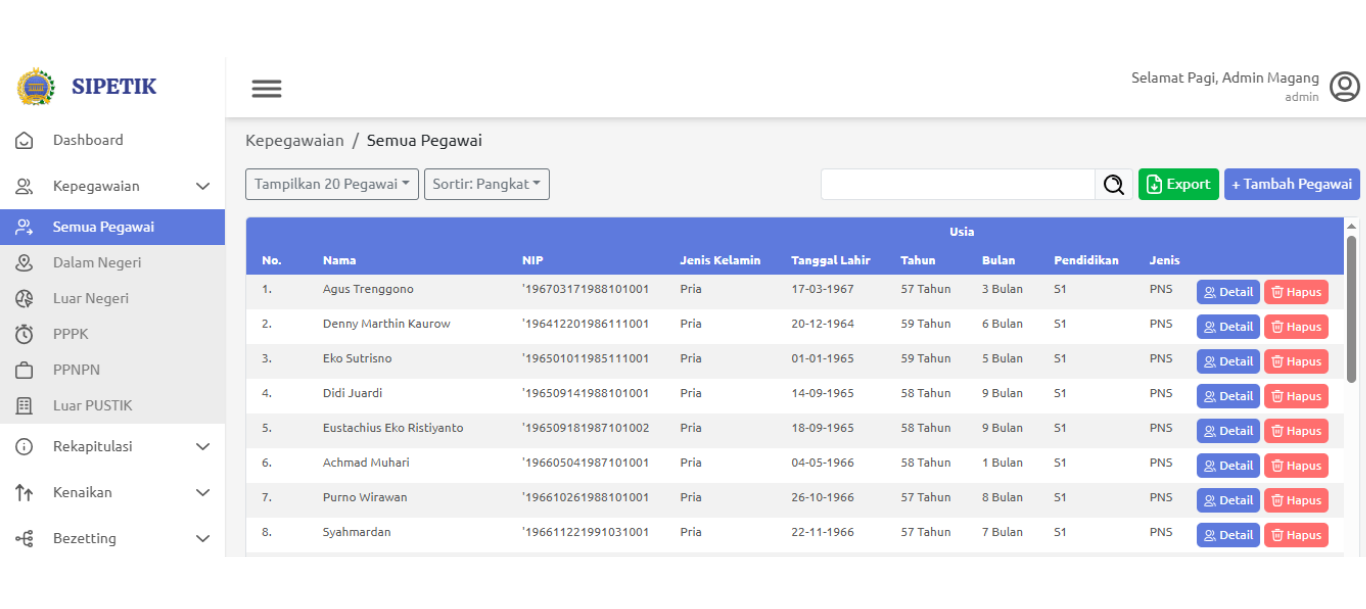 SIPETIK
Selamat Pagi, Admin Magang
admin
Dashboard
Kepegawaian
Semua Pegawai
Dalam Negeri
Luar Negeri
PPPK
PPNPN
Luar PUSTIK
Rekapitulasi
Kenaikan
Bezetting
Kepegawaian / Semua Pegawai
Tampilkan 20 Pegawai Sortir: Pangkat Export + Tambah Pegawai
Usia
No. Nama NIP Jenis Kelamin Tanggal Lahir Tahun Bulan Pendidikan Jenis
1. Agus Trenggono '196703171988101001 Pria 17-03-1967 57 Tahun 3 Bulan S1 PNS Detail Hapus
2. Denny Marthin Kaurow '196412201986111001 Pria 20-12-1964 59 Tahun 6 Bulan S1 PNS Detail Hapus
3. Eko Sutrisno '196501011985111001 Pria 01-01-1965 59 Tahun 5 Bulan S1 PNS Detail Hapus
4. Didi Juardi '196509141988101001 Pria 14-09-1965 58 Tahun 9 Bulan S1 PNS Detail Hapus
5. Eustachius Eko Ristiyanto '196509181987101002 Pria 18-09-1965 58 Tahun 9 Bulan S1 PNS Detail Hapus
6. Achmad Muhari '196605041987101001 Pria 04-05-1966 58 Tahun 1 Bulan S1 PNS Detail Hapus
7. Purno Wirawan '196610261988101001 Pria 26-10-1966 57 Tahun 8 Bulan S1 PNS Detail Hapus
8. Syahmardan '196611221991031001 Pria 22-11-1966 57 Tahun 7 Bulan S1 PNS Detail Hapus